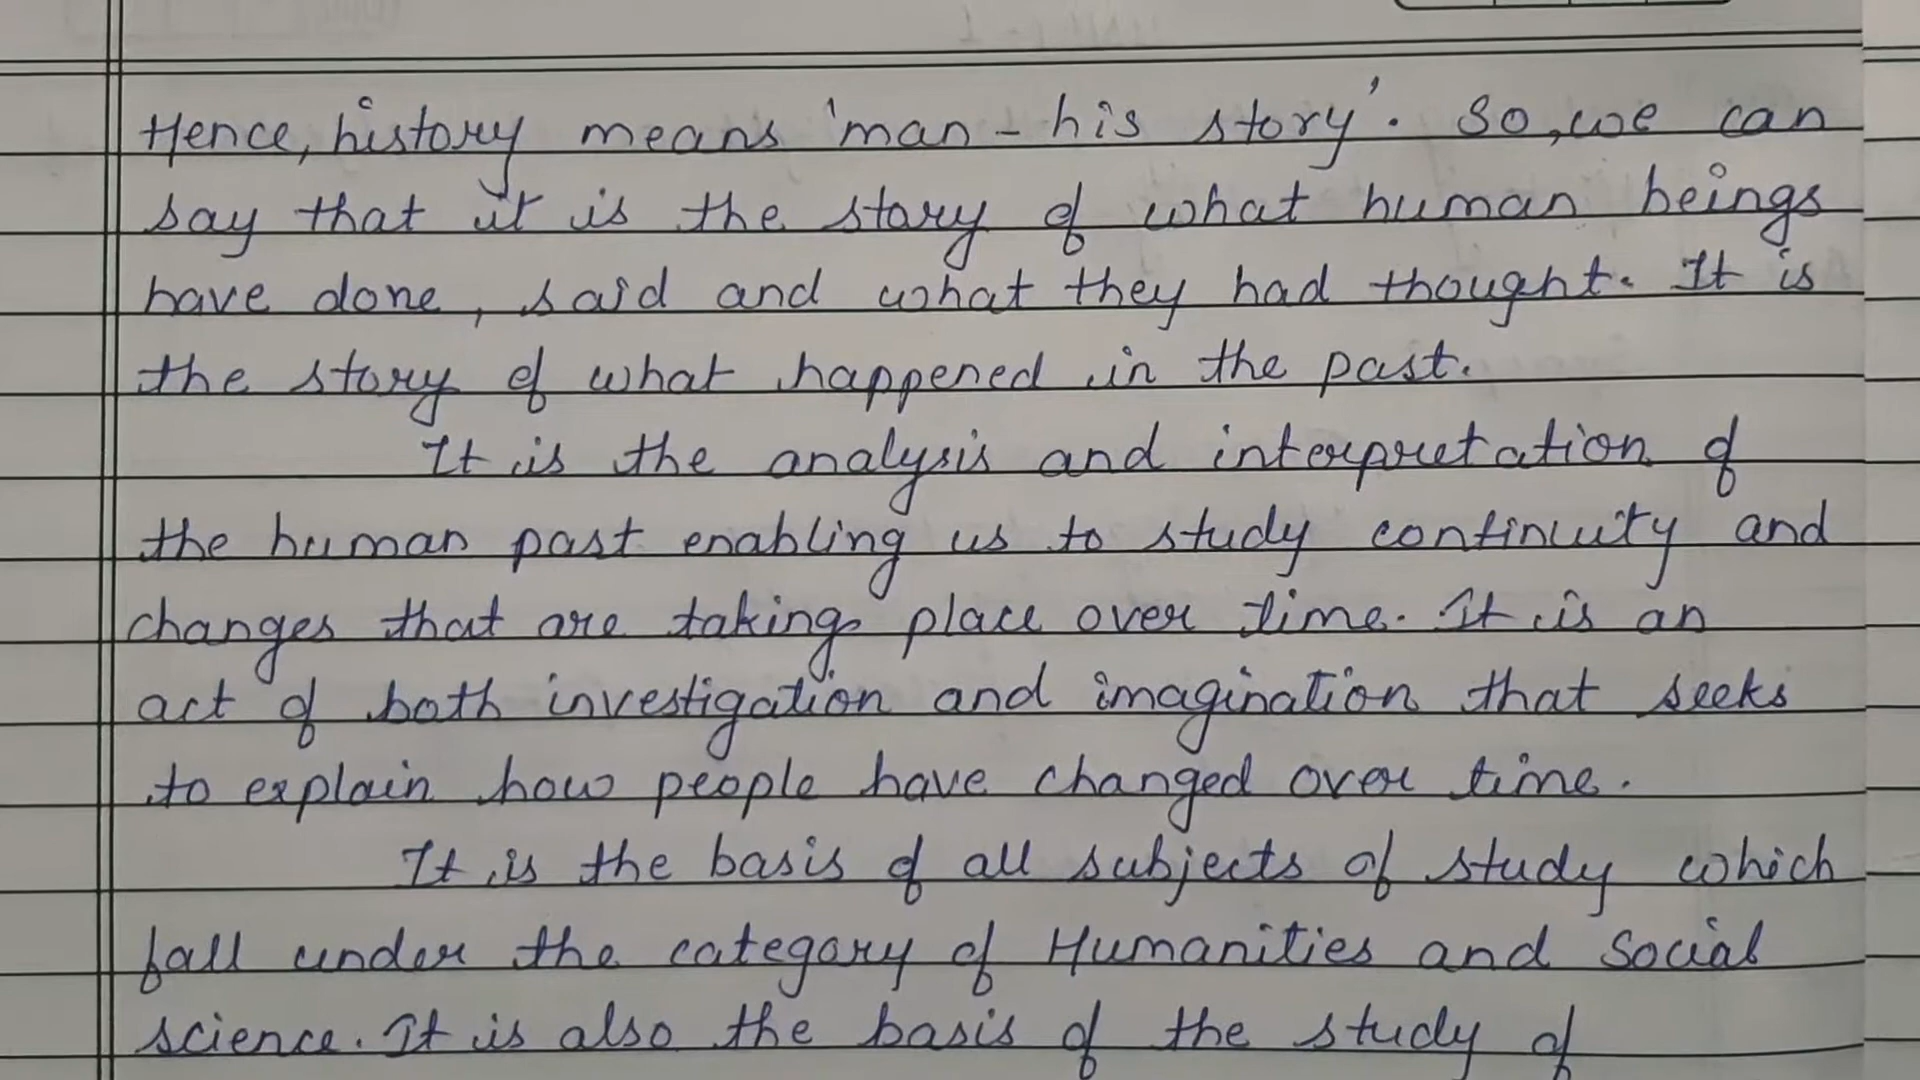 Hence, history means 'man - his story'. So, we can
say that it is the story of what human beings
have done, said and what they had thought. It is
the story of what happened in the past.
It is the analysis and interpretation of
the human past enabling us to study continuity and
changes that are taking place over time. It is an
act of both investigation and imagination that seeks
to explain how people have changed over time.
It is the basis of all subjects of study which
fall under the category of Humanities and Social
science. It is also the basis of the study of